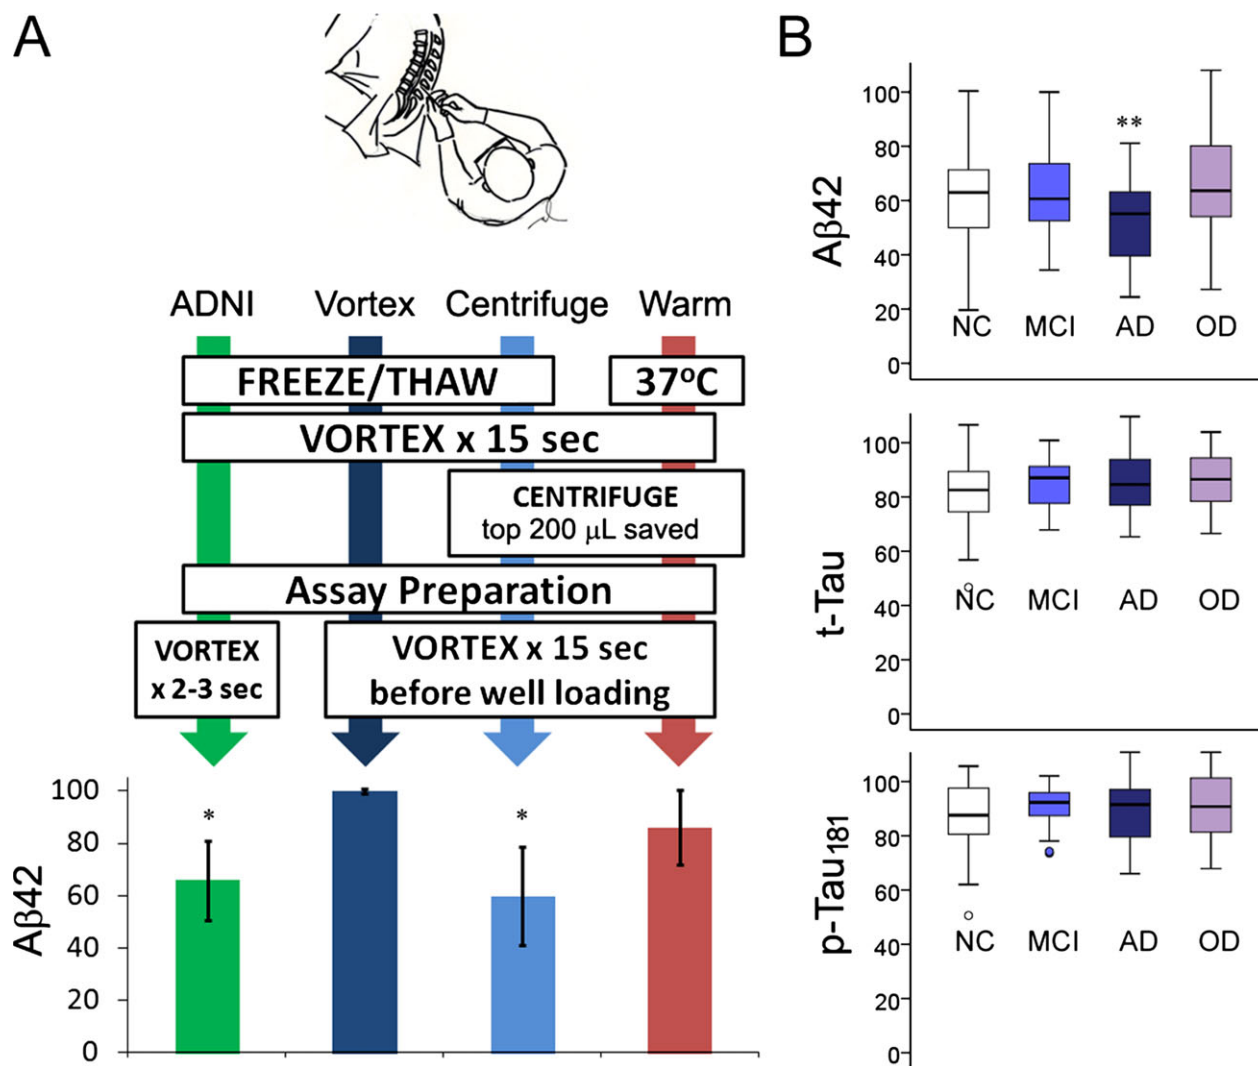 A
ADNI
Vortex
Centrifuge
Warm
FREEZE/THAW
37°C
VORTEX x 15 sec
CENTRIFUGE
top 200 μL saved
Assay Preparation
VORTEX
x 2-3 sec
VORTEX x 15 sec
before well loading
Aβ42
100
80
60
40
20
0
*
*
B
Aβ42
100
80
60
40
20
0
**
NC
MCI
AD
OD
t-Tau
100
80
60
40
20
0
NC
MCI
AD
OD
p-Tau181
100
80
60
40
20
0
NC
MCI
AD
OD